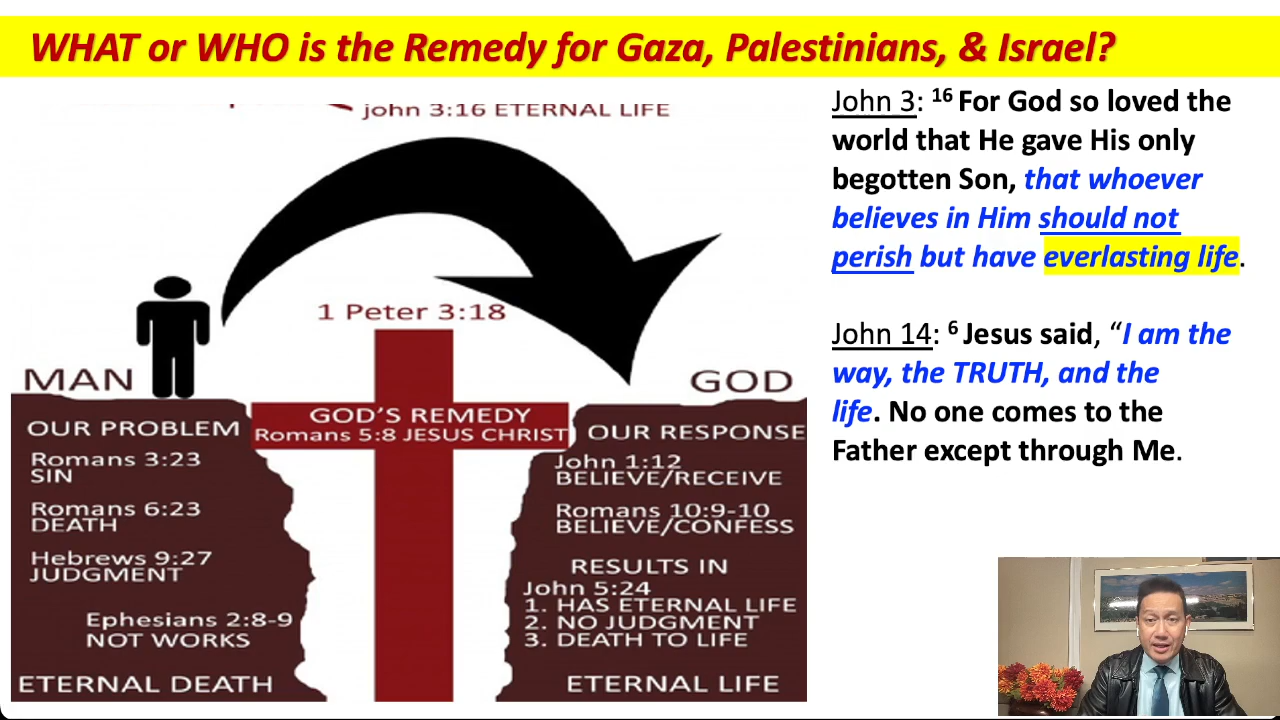 WHAT or WHO is the Remedy for Gaza, Palestinians, & Israel?
john 3:16 ETERNAL LIFE
1 Peter 3:18
MAN
GOD
GOD'S REMEDY
Romans 5:8 JESUS CHRIST
OUR PROBLEM
Romans 3:23
SIN
Romans 6:23
DEATH
Hebrews 9:27
JUDGMENT
Ephesians 2:8-9
NOT WORKS
ETERNAL DEATH
OUR RESPONSE
John 1:12
BELIEVE/RECEIVE
Romans 10:9-10
BELIEVE/CONFESS
RESULTS IN
John 5:24
1. HAS ETERNAL LIFE
2. NO JUDGMENT
3. DEATH TO LIFE
ETERNAL LIFE
John 3: 16 For God so loved the
world that He gave His only
begotten Son, that whoever
believes in Him should not
perish but have everlasting life.
John 14: 6 Jesus said, “I am the
way, the TRUTH, and the
life. No one comes to the
Father except through Me.